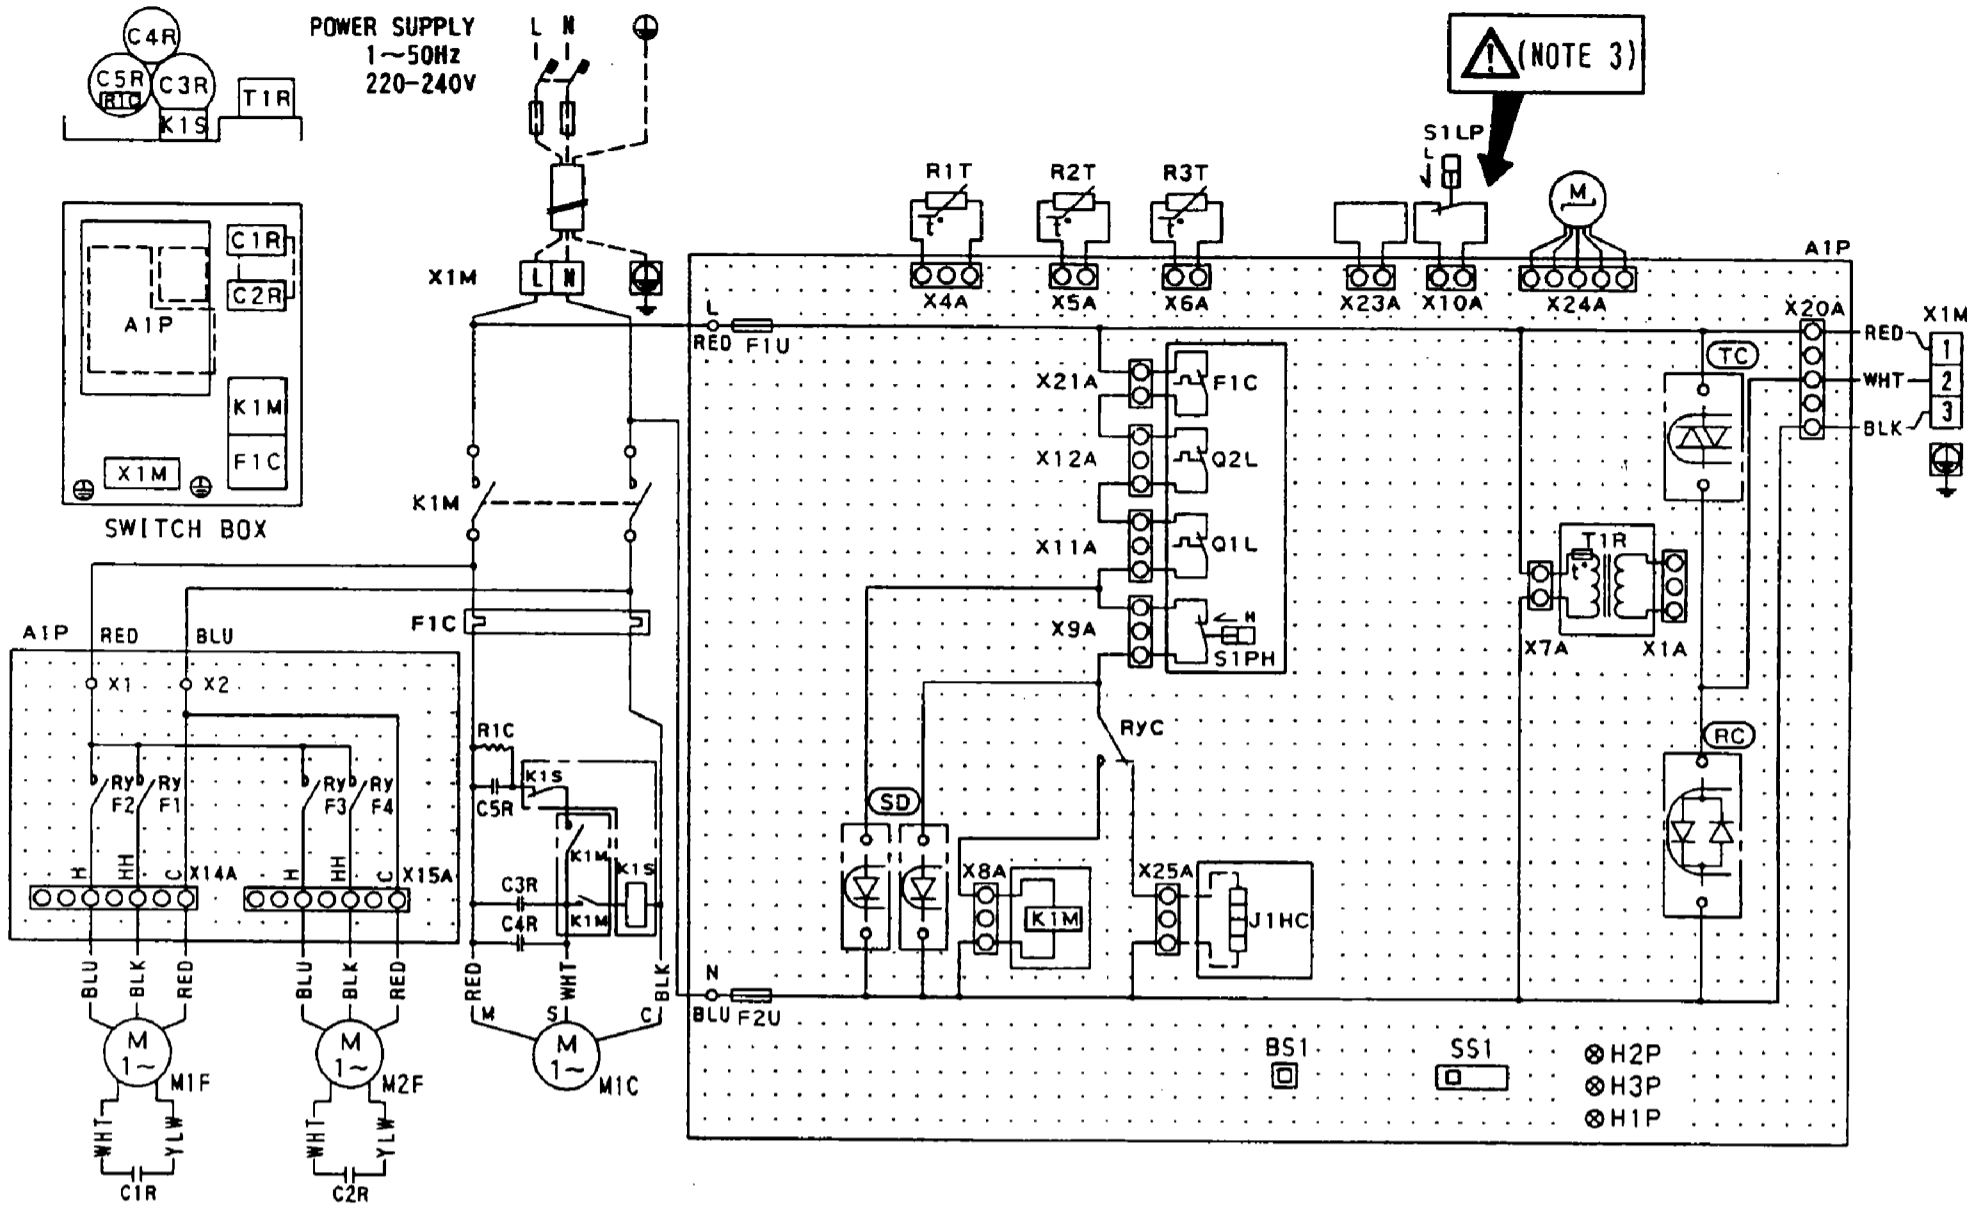 POWER SUPPLY
1~50Hz
220-240V
L N
C4R
C5R
R1C
C3R
K1S
T1R
C1R
C2R
A1P
K1M
F1C
X1M
SWITCH BOX
X1M
L N
K1M
F1C
(NOTE 3)
S1LP
L
R1T
t°
R2T
t°
R3T
t°
M
A1P
X4A
X5A
X6A
X23A
X10A
X24A
X20A
X1M
L
RED
F1U
RED
1
WHT
2
BLK
3
TC
X21A
F1C
X12A
Q2L
X11A
Q1L
X9A
H
S1PH
T1R
t°
X7A
X1A
RyC
RC
SD
X8A
K1M
X25A
J1HC
N
BLU
F2U
BS1
SS1
H2P
H3P
H1P
A1P
RED
BLU
X1
X2
Ry
F2
Ry
F1
Ry
F3
Ry
F4
H
HH
C
X14A
H
HH
C
X15A
BLU
BLK
RED
BLU
BLK
RED
M
1~
M1F
M
1~
M2F
WHT
YLW
WHT
YLW
C1R
C2R
R1C
K1S
C5R
K1M
K1S
C3R
K1M
C4R
RED
WHT
BLK
M
S
C
M
1~
M1C